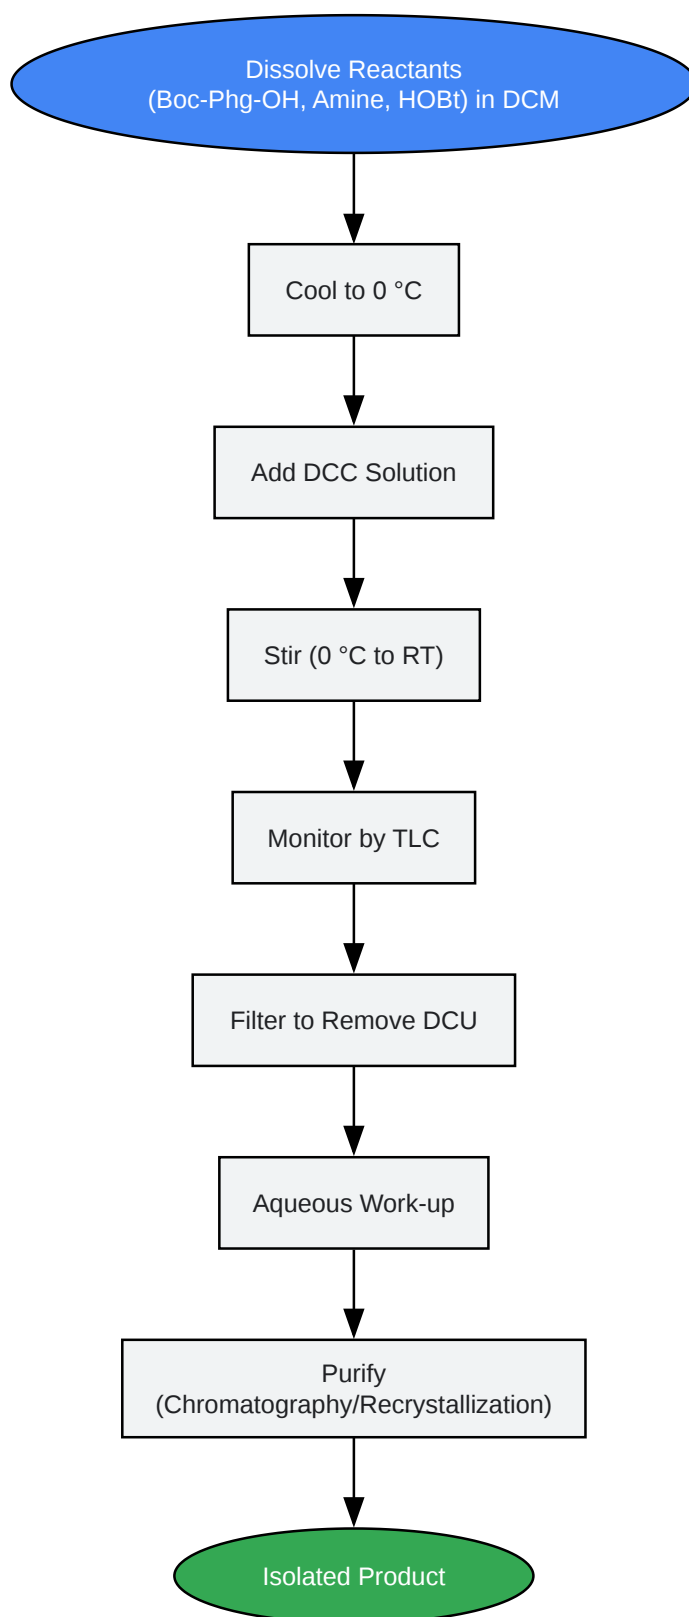 Dissolve Reactants
(Boc-Phg-OH, Amine, HOBt) in DCM
Cool to 0 °C
Add DCC Solution
Stir (0 °C to RT)
Monitor by TLC
Filter to Remove DCU
Aqueous Work-up
Purify
(Chromatography/Recrystallization)
Isolated Product